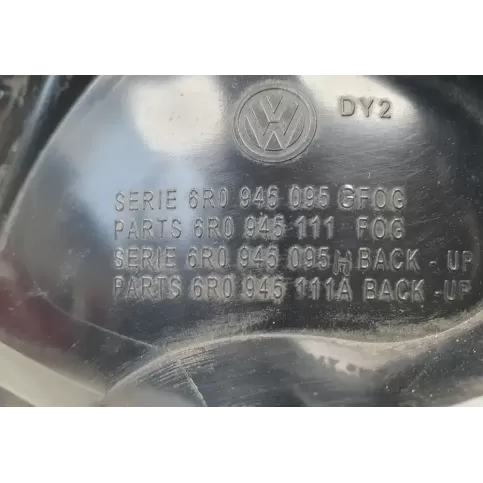 DY2
SERIE 6R0 945 095 G FOG
PARTS 6R0 945 111 FOG
SERIE 6R0 945 095 H BACK - UP
PARTS 6R0 945 111A BACK - UP